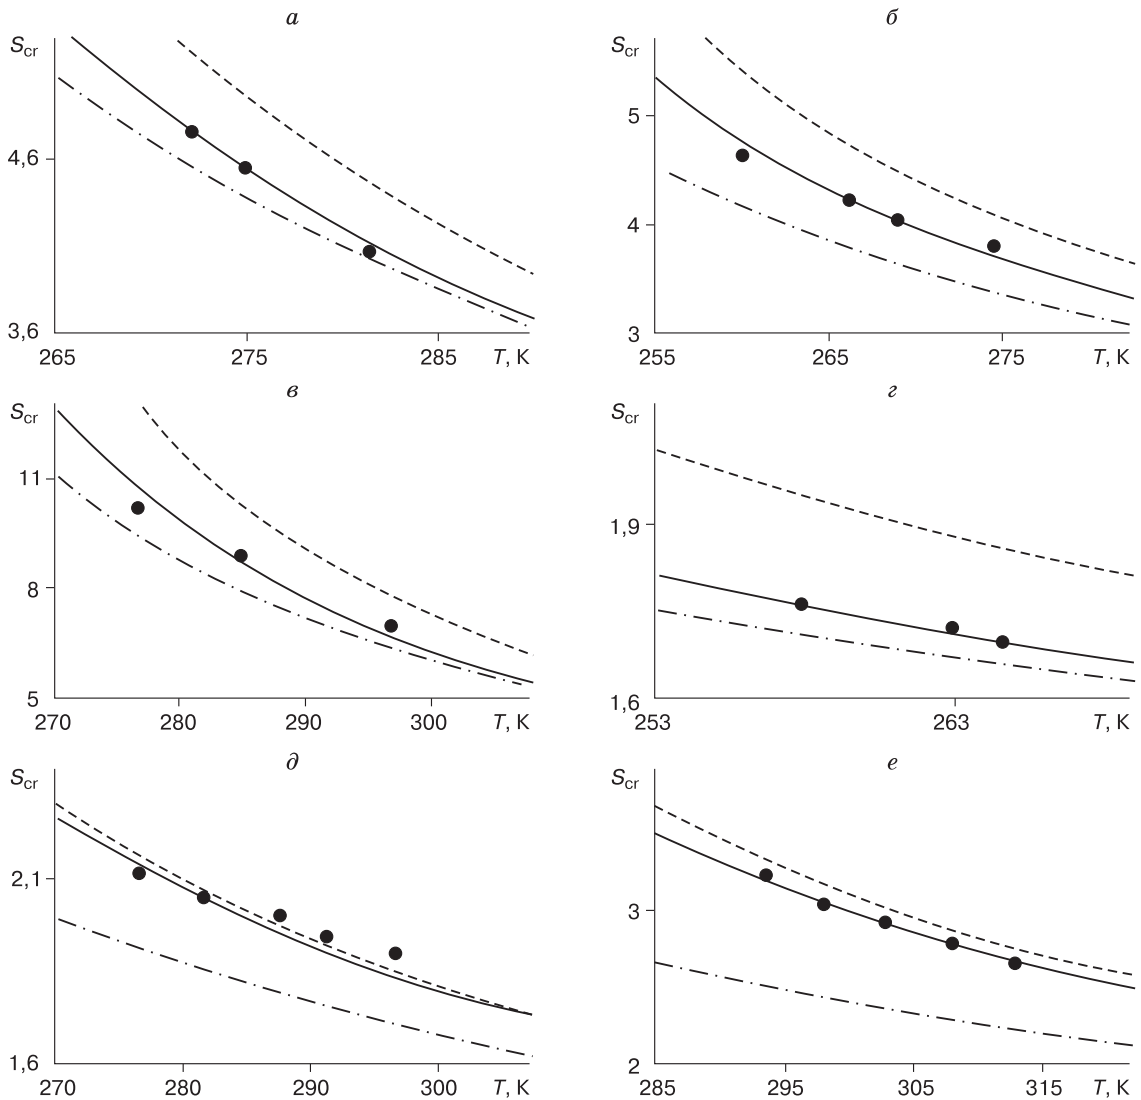 а
S_cr
4,6
3,6
265 275 285 T, K
б
S_cr
5
4
3
255 265 275 T, K
в
S_cr
11
8
5
270 280 290 300 T, K
г
S_cr
1,9
1,6
253 263 T, K
д
S_cr
2,1
1,6
270 280 290 300 T, K
е
S_cr
3
2
285 295 305 315 T, K